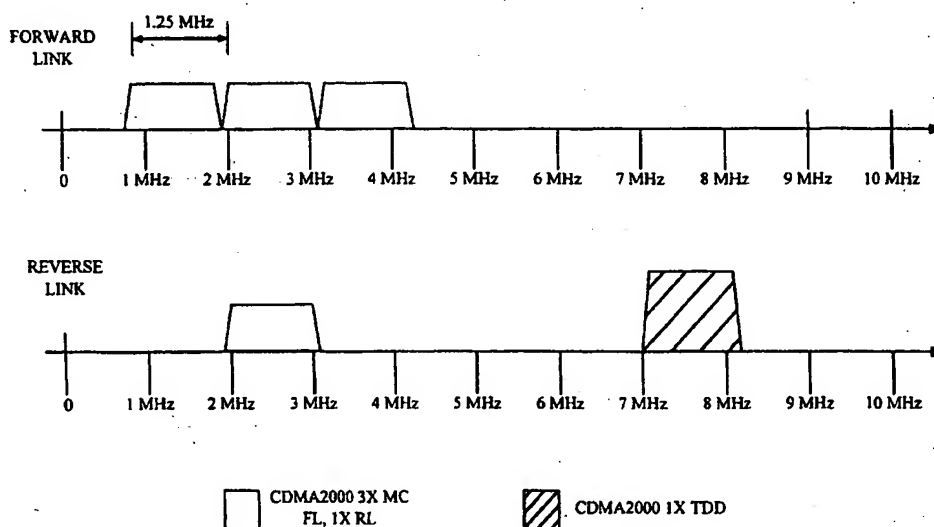 1.25 MHz
FORWARD
LINK
0 1 MHz 2 MHz 3 MHz 4 MHz 5 MHz 6 MHz 7 MHz 8 MHz 9 MHz 10 MHz
REVERSE
LINK
0 1 MHz 2 MHz 3 MHz 4 MHz 5 MHz 6 MHz 7 MHz 8 MHz 9 MHz 10 MHz
CDMA2000 3X MC
FL, 1X RL
CDMA2000 1X TDD